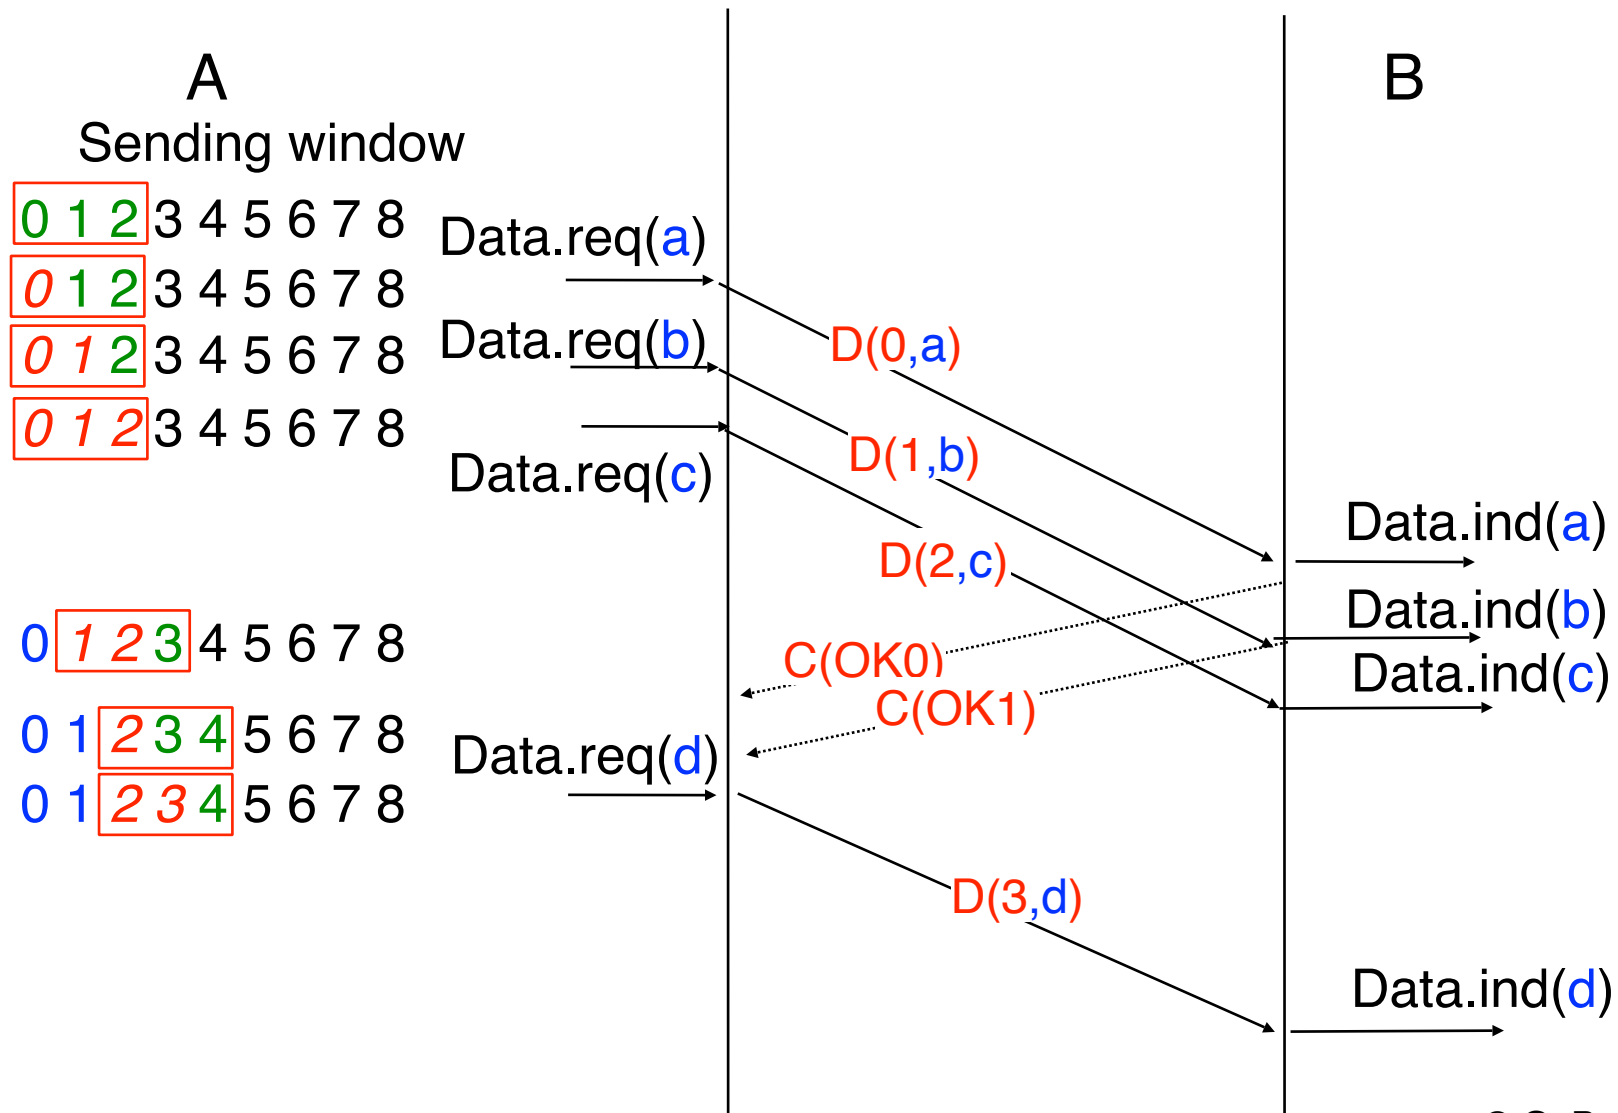 A
B
Sending window
0 1 2 3 4 5 6 7 8
Data.req(a)
0 1 2 3 4 5 6 7 8
Data.req(b)
D(0,a)
0 1 2 3 4 5 6 7 8
0 1 2 3 4 5 6 7 8
D(1,b)
Data.req(c)
Data.ind(a)
D(2,c)
Data.ind(b)
0 1 2 3 4 5 6 7 8
C(OK0)
Data.ind(c)
C(OK1)
0 1 2 3 4 5 6 7 8
Data.req(d)
0 1 2 3 4 5 6 7 8
D(3,d)
Data.ind(d)